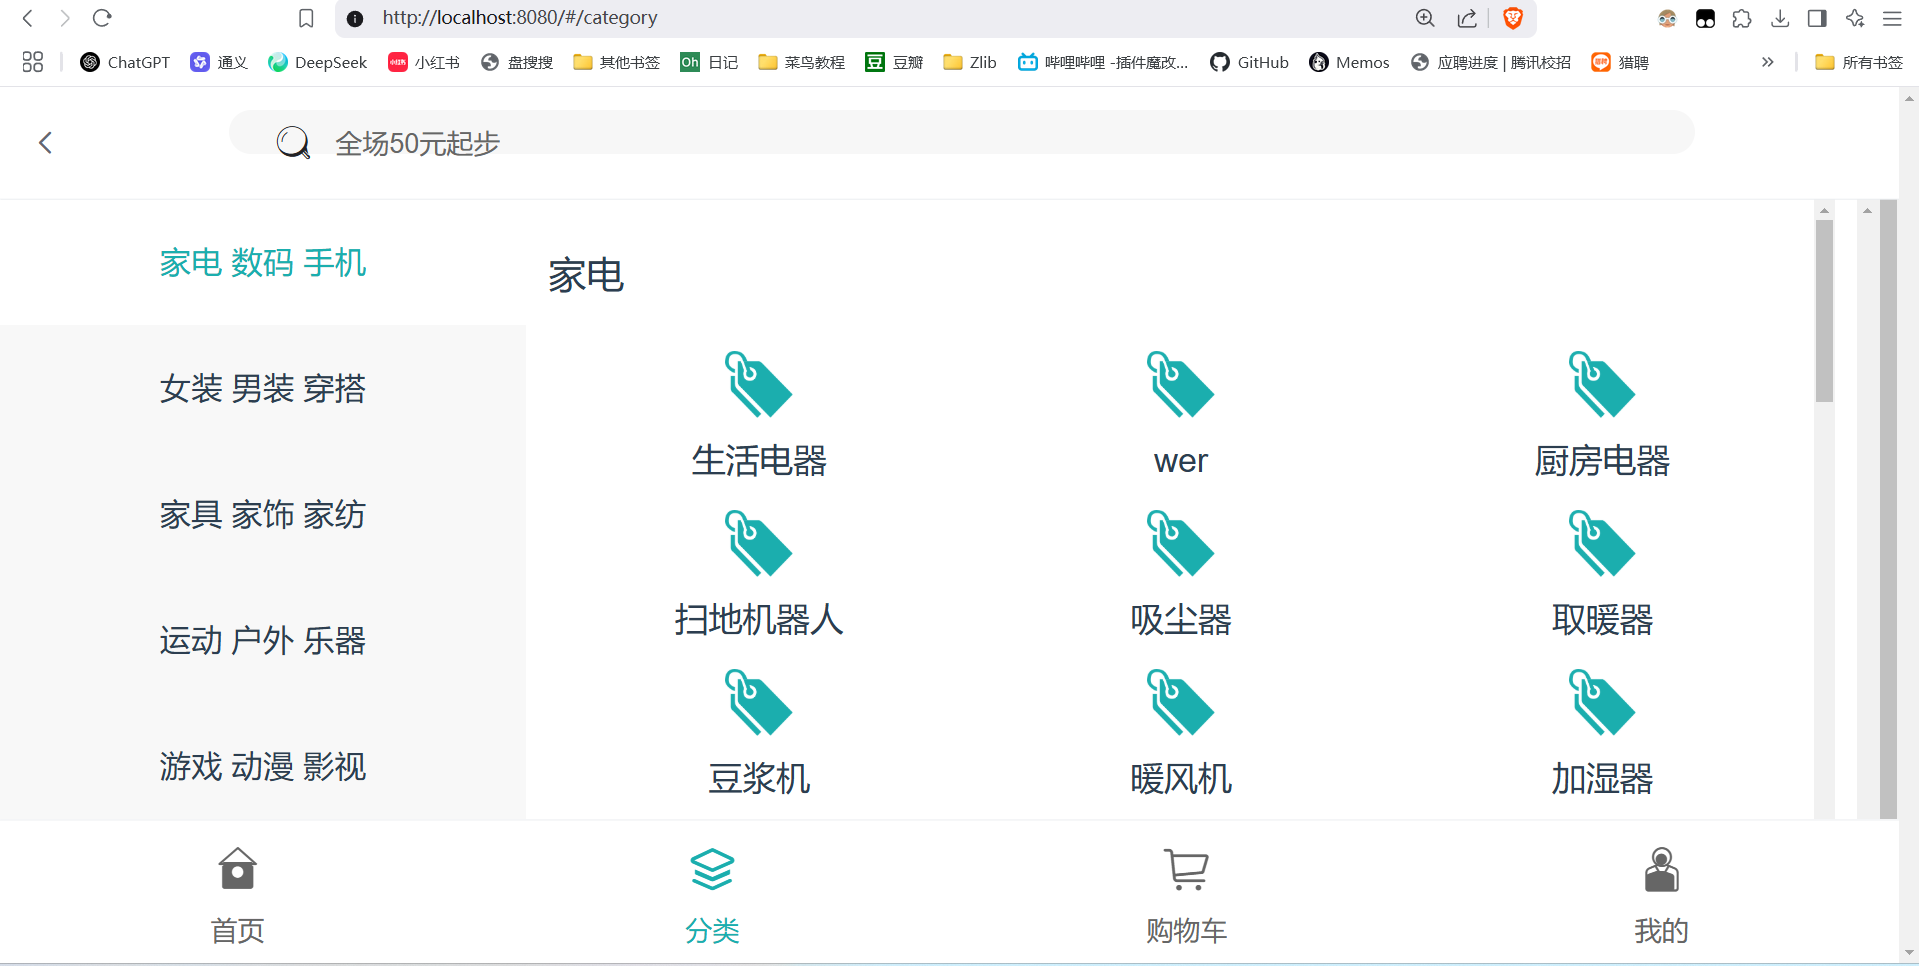 http://localhost:8080/#/category
ChatGPT 通义 DeepSeek 小红书 盘搜搜 其他书签 Oh 日记 菜鸟教程 豆 豆瓣 Zlib 哔哩哔哩 -插件魔改... GitHub Memos 应聘进度 | 腾讯校招 猎聘 » 所有书签
全场50元起步
家电 数码 手机
女装 男装 穿搭
家具 家饰 家纺
运动 户外 乐器
游戏 动漫 影视
家电
生活电器 wer 厨房电器
扫地机器人 吸尘器 取暖器
豆浆机 暖风机 加湿器
首页 分类 购物车 我的